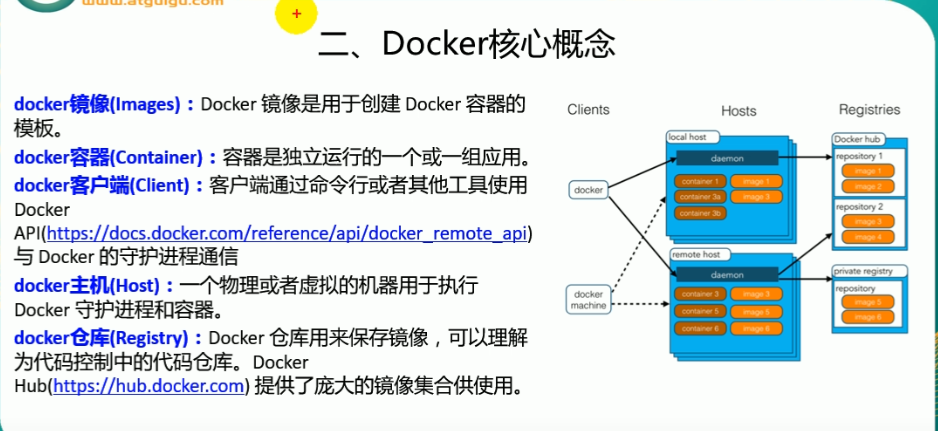 www.atguigu.com
二、Docker核心概念
docker镜像(Images)：Docker 镜像是用于创建 Docker 容器的
模板。
docker容器(Container)：容器是独立运行的一个或一组应用。
docker客户端(Client)：客户端通过命令行或者其他工具使用
Docker
API(https://docs.docker.com/reference/api/docker_remote_api)
与 Docker 的守护进程通信
docker主机(Host)：一个物理或者虚拟的机器用于执行
Docker 守护进程和容器。
docker仓库(Registry)：Docker 仓库用来保存镜像，可以理解
为代码控制中的代码仓库。Docker
Hub(https://hub.docker.com) 提供了庞大的镜像集合供使用。
Clients
Hosts
Registries
docker
docker
machine
local host
daemon
container 1
image 1
container 3a
image 3
container 3b
remote host
daemon
container 3
image 3
container 5
image 5
container 6
image 6
Docker hub
repository 1
image 1
image 2
repository 2
image 3
image 4
private registry
repository
image 5
image 6